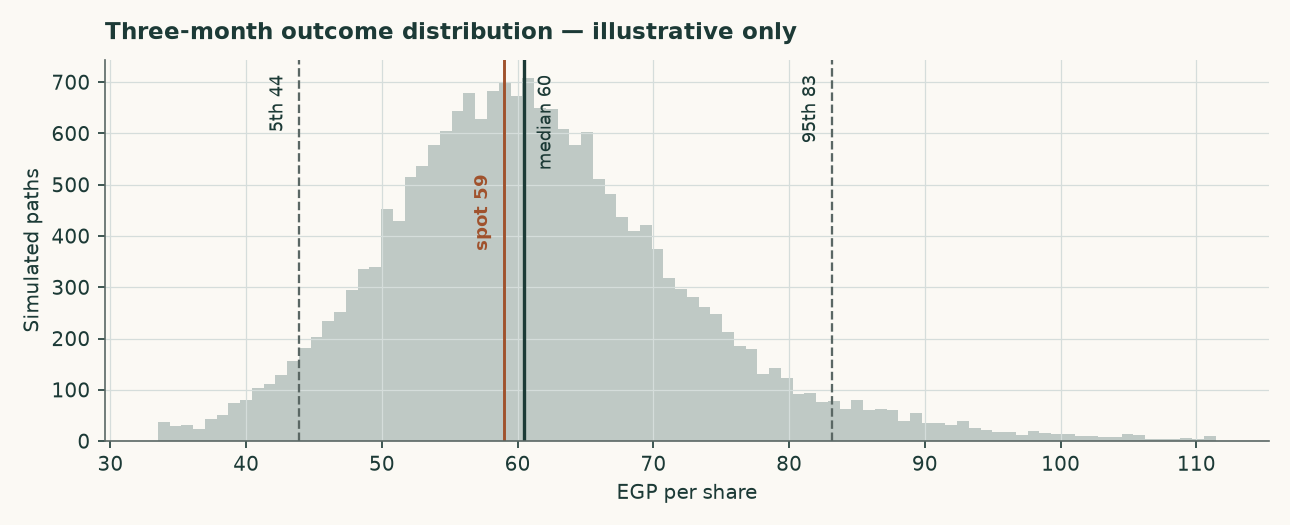 Three-month outcome distribution — illustrative only
Simulated paths
700
600
500
400
300
200
100
0
5th 44
spot 59
median 60
95th 83
30 40 50 60 70 80 90 100 110
EGP per share